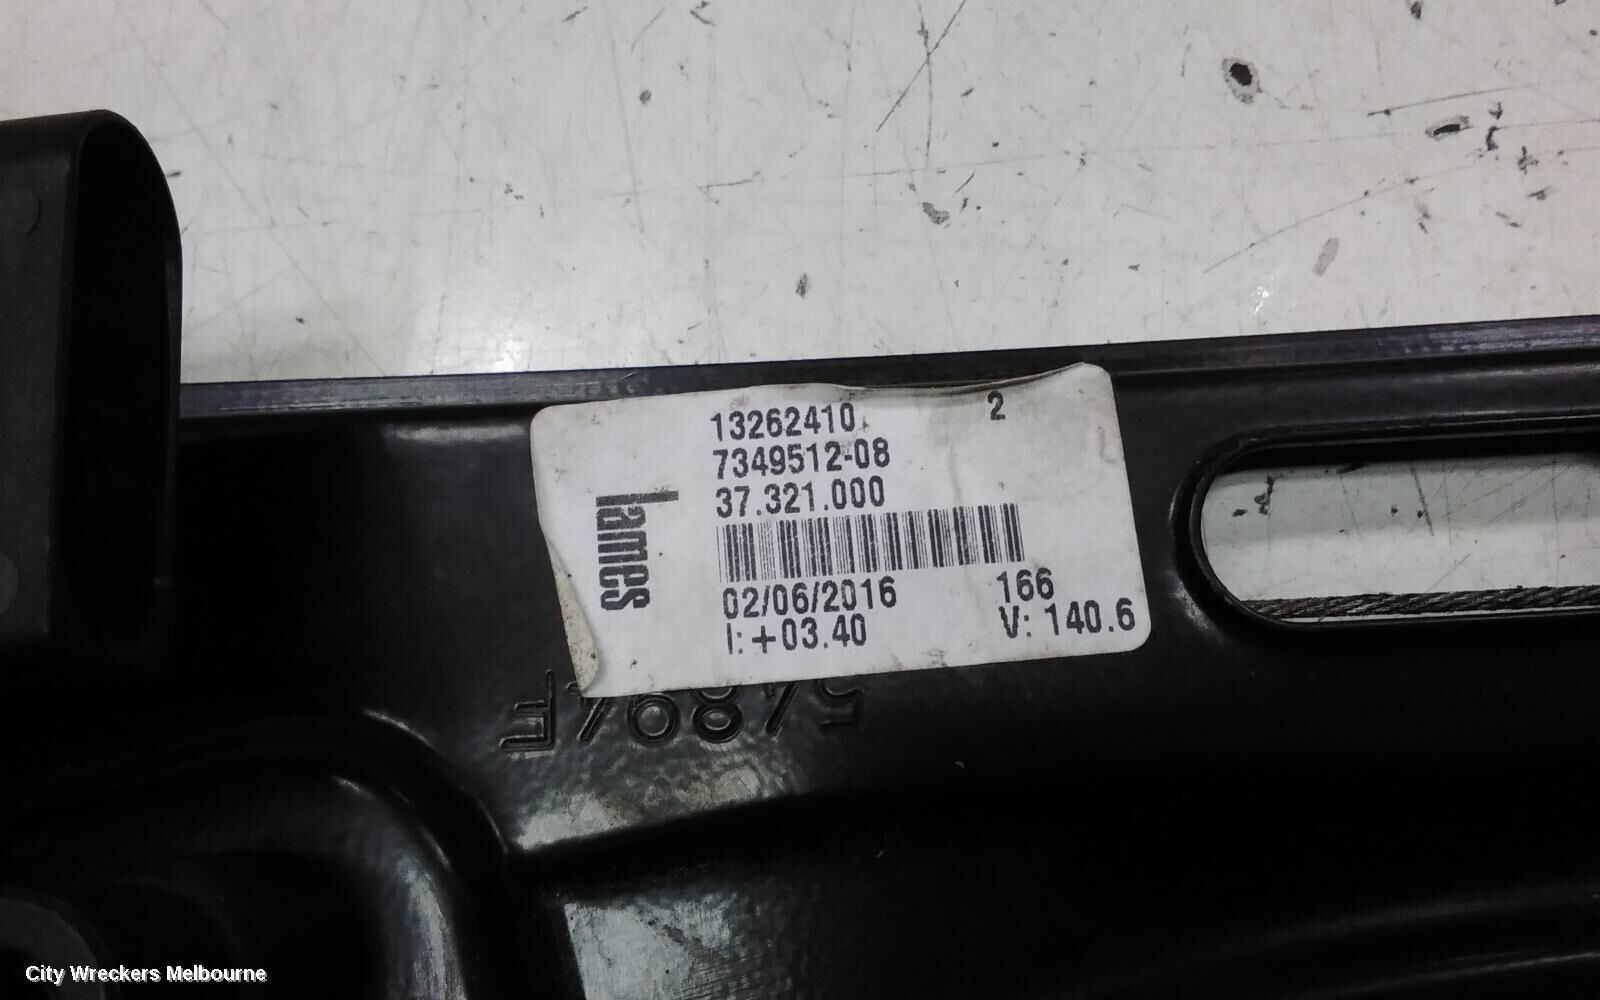 13262410 2
7349512-08
37.321.000
lames
02/06/2016 166
I: +03.40 V: 140.6
54894F
City Wreckers Melbourne